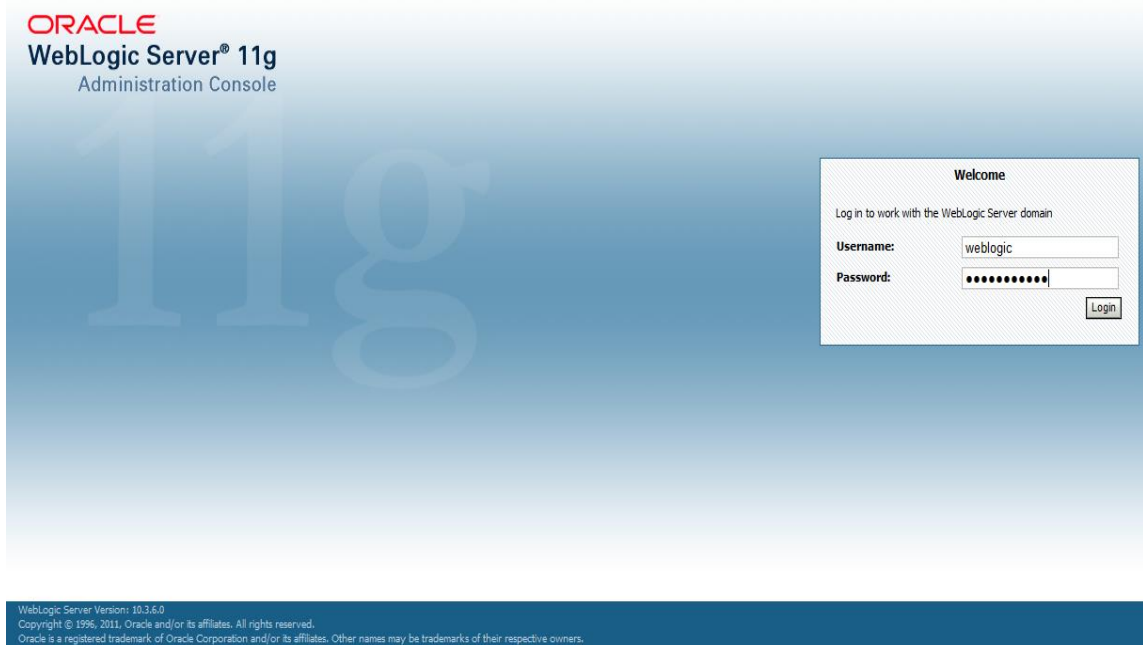 ORACLE
WebLogic Server® 11g
Administration Console
11g
Welcome
Log in to work with the WebLogic Server domain
Username:
weblogic
Password:
●●●●●●●●●●●
Login
WebLogic Server Version: 10.3.6.0
Copyright © 1996, 2011, Oracle and/or its affiliates. All rights reserved.
Oracle is a registered trademark of Oracle Corporation and/or its affiliates. Other names may be trademarks of their respective owners.